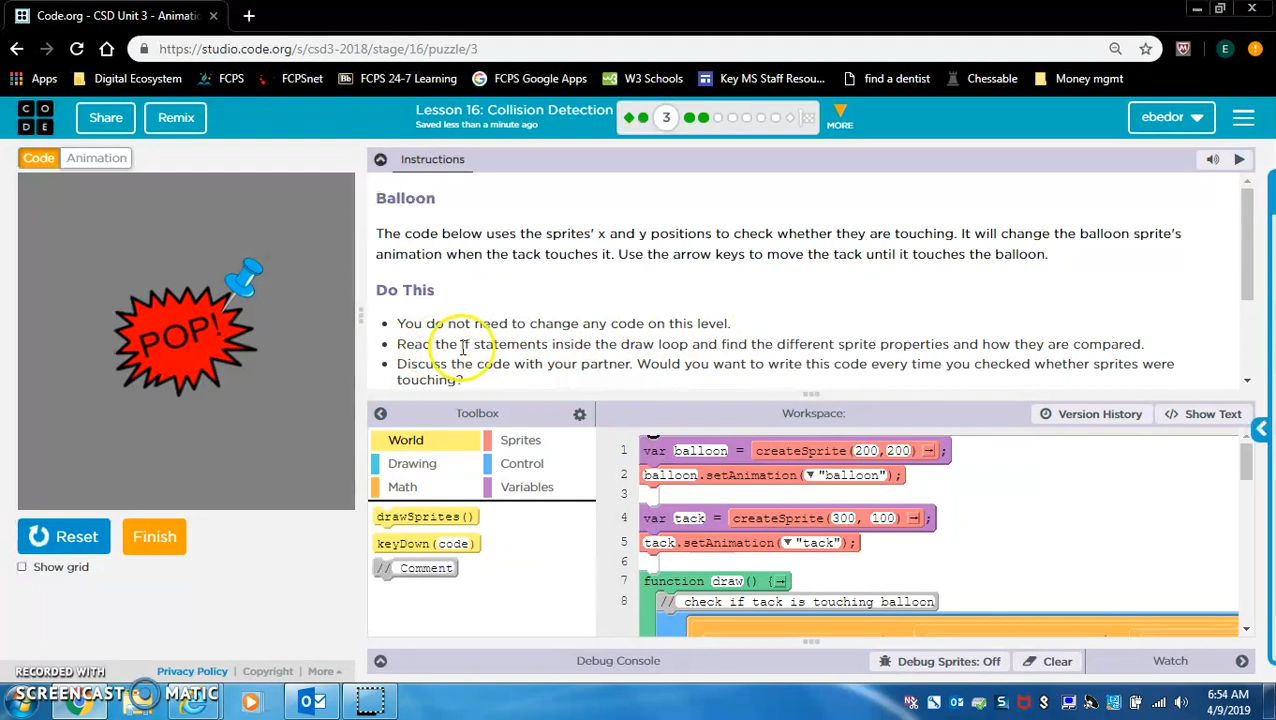 Code.org - CSD Unit 3 - Animatio
https://studio.code.org/s/csd3-2018/stage/16/puzzle/3
E
Apps Digital Ecosystem FCPS FCPSnet Bb FCPS 24-7 Learning FCPS Google Apps W3 Schools Key MS Staff Resou... find a dentist Chessable Money mgmt
C O
D E
Share Remix
Lesson 16: Collision Detection
Saved less than a minute ago
3
MORE
ebedor
Code Animation
POP!
Reset Finish
Show grid
Instructions
Balloon
The code below uses the sprites' x and y positions to check whether they are touching. It will change the balloon sprite's
animation when the tack touches it. Use the arrow keys to move the tack until it touches the balloon.
Do This
You do not need to change any code on this level.
Read the if statements inside the draw loop and find the different sprite properties and how they are compared.
Discuss the code with your partner. Would you want to write this code every time you checked whether sprites were
touching?
Toolbox
Workspace: Version History </> Show Text
World Sprites
Drawing Control
Math Variables
drawSprites()
keyDown(code)
// Comment
1 var balloon = createSprite(200,200);
2 balloon.setAnimation("balloon");
3
4 var tack = createSprite(300, 100);
5 tack.setAnimation("tack");
6
7 function draw() {
8 // check if tack is touching balloon
Debug Console Debug Sprites: Off Clear Watch
Privacy Policy | Copyright | More
RECORDED WITH
SCREENCAST MATIC
6:54 AM
4/9/2019